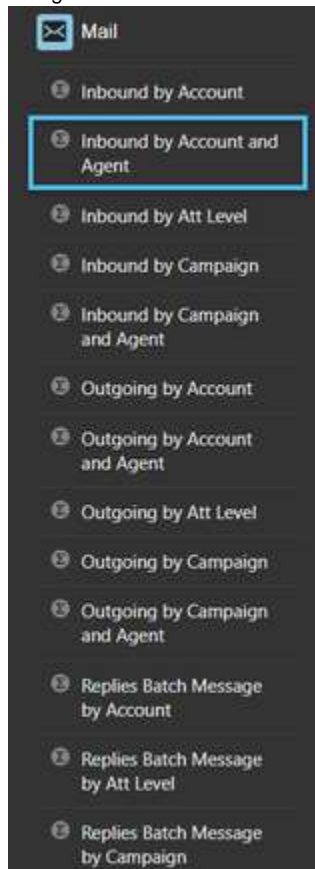 Mail
Inbound by Account
Inbound by Account and
Agent
Inbound by Att Level
Inbound by Campaign
Inbound by Campaign
and Agent
Outgoing by Account
Outgoing by Account
and Agent
Outgoing by Att Level
Outgoing by Campaign
Outgoing by Campaign
and Agent
Replies Batch Message
by Account
Replies Batch Message
by Att Level
Replies Batch Message
by Campaign